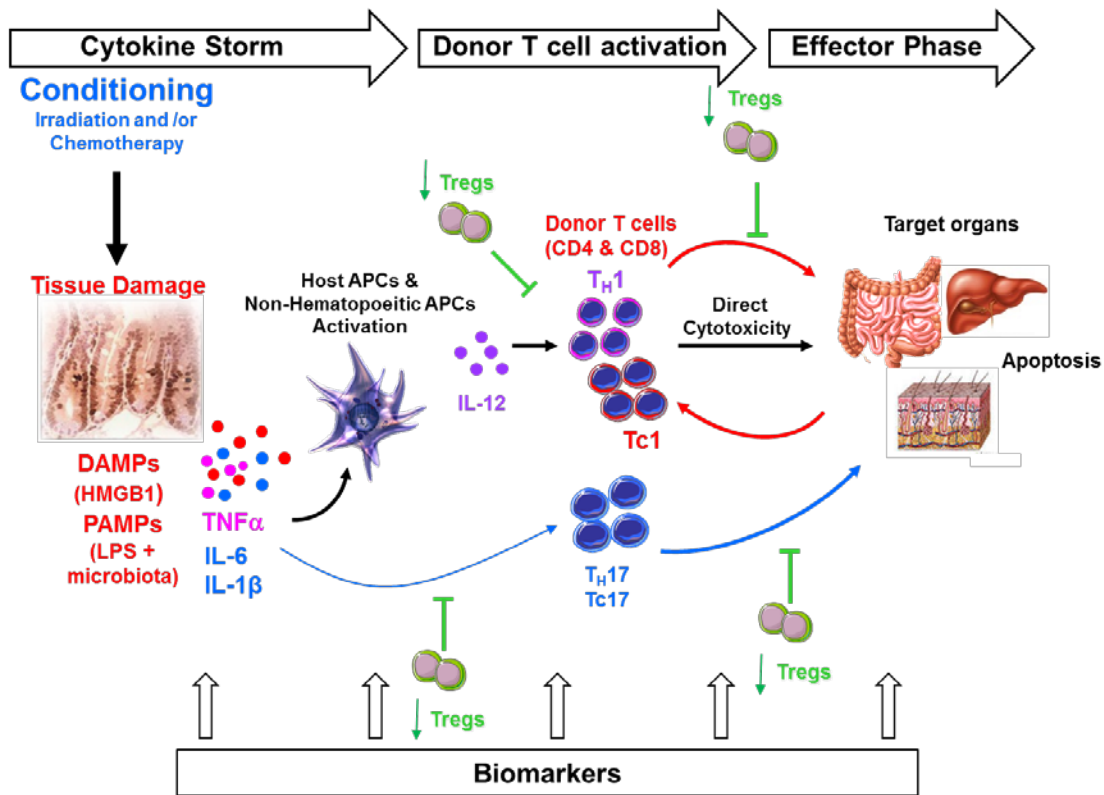 Cytokine Storm
Donor T cell activation
Effector Phase
Conditioning
Irradiation and /or
Chemotherapy
Tregs
Tregs
Tissue Damage
Host APCs &
Non-Hematopoeitic APCs
Activation
IL-12
Donor T cells
(CD4 & CD8)
TH1
Tc1
Direct
Cytotoxicity
Target organs
Apoptosis
DAMPs
(HMGB1)
PAMPs
(LPS +
microbiota)
TNFα
IL-6
IL-1β
TH17
Tc17
Tregs
Tregs
Biomarkers